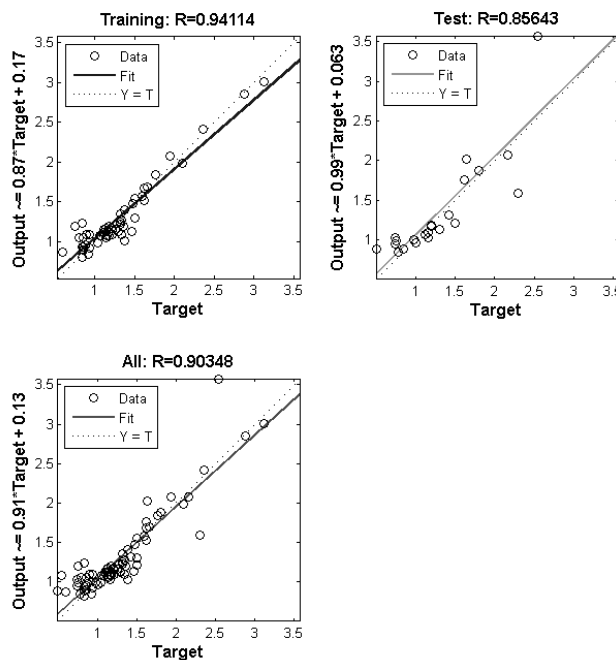 Training: R=0.94114
Output ~= 0.87*Target + 0.17
3.5
3
2.5
2
1.5
1
Data
Fit
Y = T
1 1.5 2 2.5 3 3.5
Target
Test: R=0.85643
Output ~= 0.99*Target + 0.063
3.5
3
2.5
2
1.5
1
Data
Fit
Y = T
1 1.5 2 2.5 3 3.5
Target
All: R=0.90348
Output ~= 0.91*Target + 0.13
3.5
3
2.5
2
1.5
1
Data
Fit
Y = T
1 1.5 2 2.5 3 3.5
Target